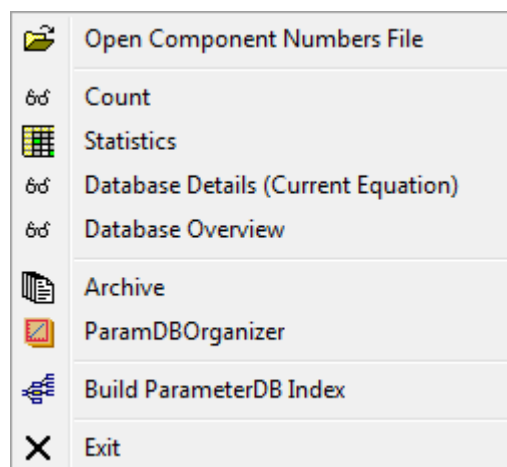 Open Component Numbers File
Count
Statistics
Database Details (Current Equation)
Database Overview
Archive
ParamDBOrganizer
Build ParameterDB Index
Exit